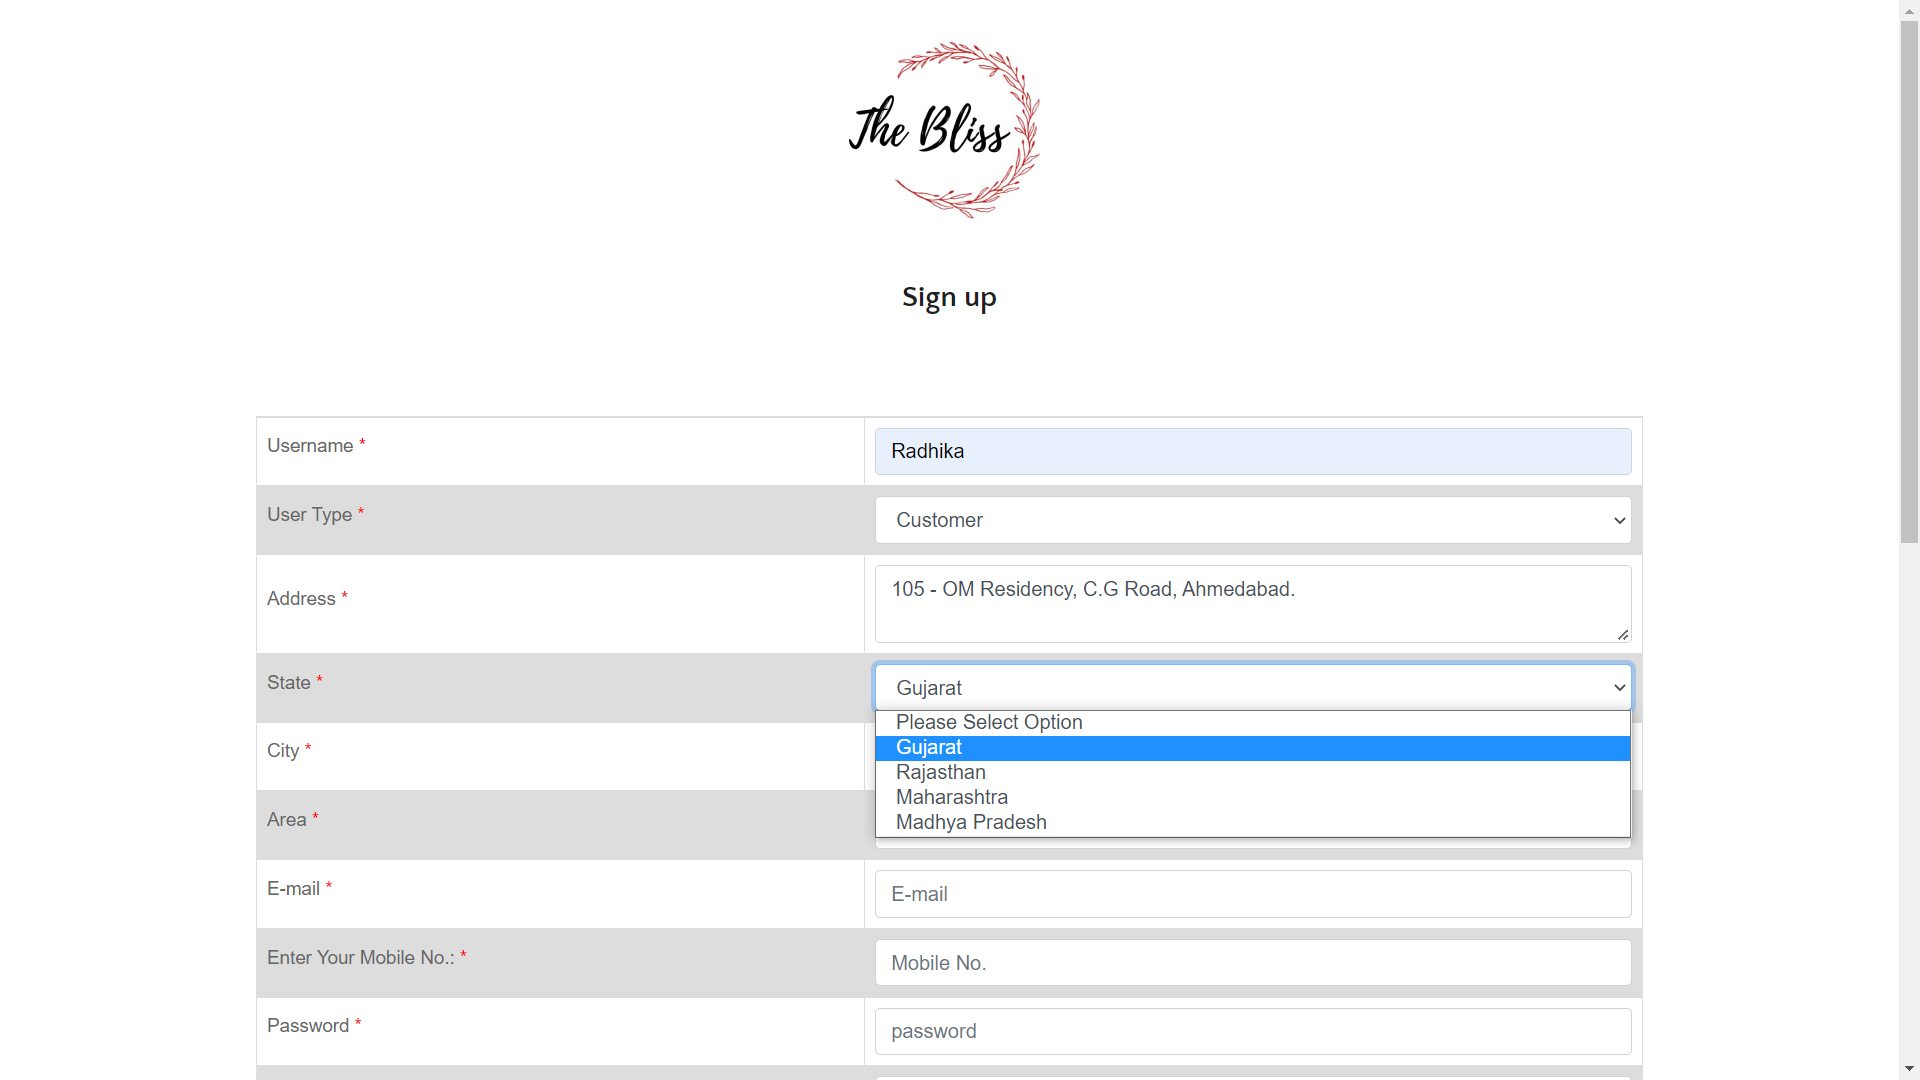 The Bliss
Sign up
Username *
Radhika
User Type *
Customer
Address *
105 - OM Residency, C.G Road, Ahmedabad.
State *
Gujarat
Please Select Option
Gujarat
Rajasthan
Maharashtra
Madhya Pradesh
City *
Area *
E-mail *
E-mail
Enter Your Mobile No.: *
Mobile No.
Password *
password